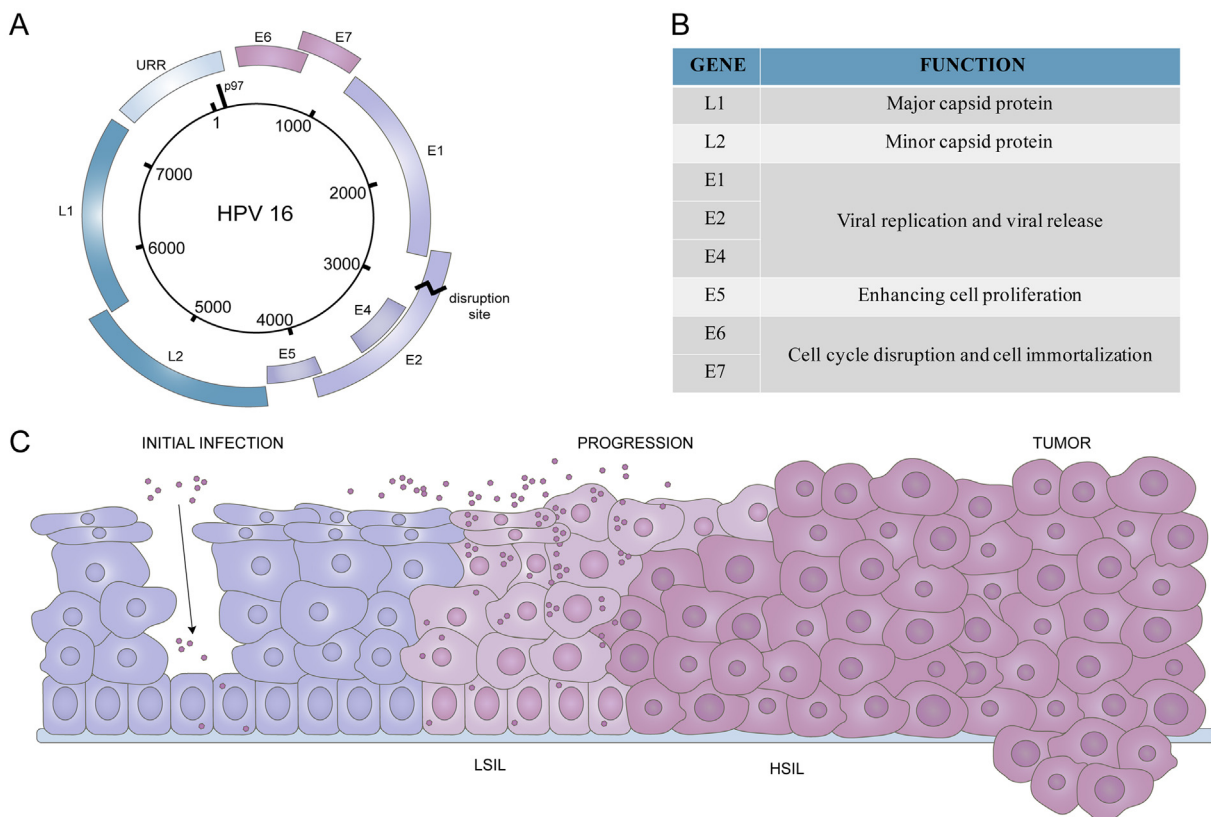 A
E6
E7
URR
p97
1
1000
E1
7000
2000
L1
HPV 16
6000
3000
disruption
site
5000
4000
E4
E5
L2
E2
B
GENE FUNCTION
L1 Major capsid protein
L2 Minor capsid protein
E1
E2 Viral replication and viral release
E4
E5 Enhancing cell proliferation
E6
Cell cycle disruption and cell immortalization
E7
C
INITIAL INFECTION PROGRESSION TUMOR
LSIL HSIL